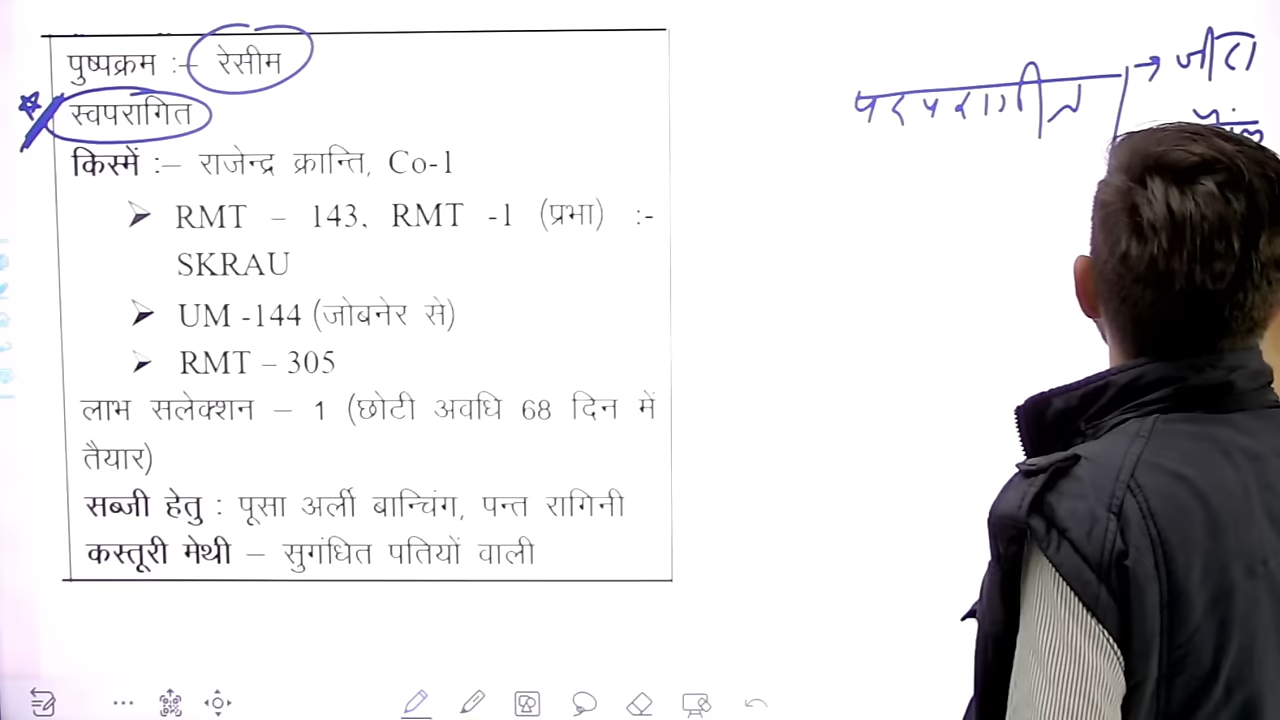 पुष्पक्रम :– रेसीम
स्वपरागित
किस्में :– राजेन्द्र क्रान्ति, Co-1
➤ RMT – 143, RMT -1 (प्रभा) :-
SKRAU
➤ UM -144 (जोबनेर से)
➤ RMT – 305
लाभ सलेक्शन – 1 (छोटी अवधि 68 दिन में
तैयार)
सब्जी हेतु : पूसा अर्ली बान्चिंग, पन्त रागिनी
कस्तूरी मेथी – सुगंधित पतियों वाली
परपरागीत → जीरा